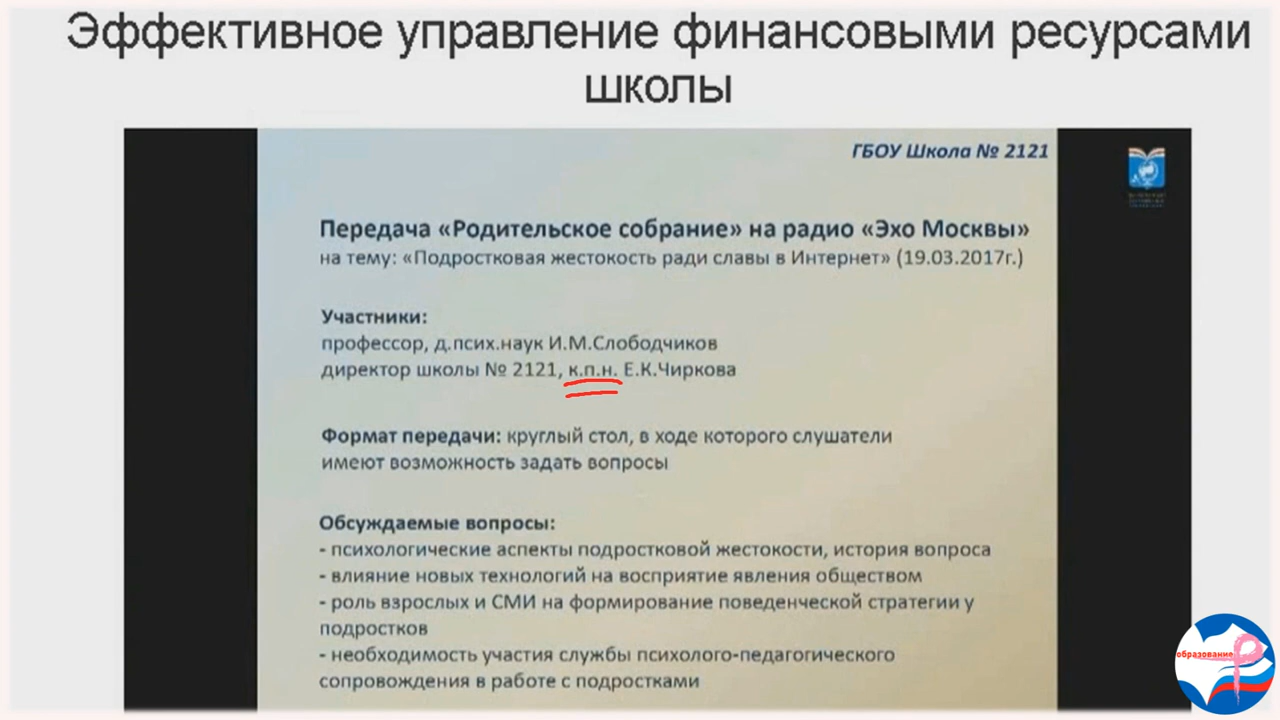 Эффективное управление финансовыми ресурсами
школы
ГБОУ Школа № 2121
Передача «Родительское собрание» на радио «Эхо Москвы»
на тему: «Подростковая жестокость ради славы в Интернет» (19.03.2017г.)
Участники:
профессор, д.псих.наук И.М.Слободчиков
директор школы № 2121, к.п.н. Е.К.Чиркова
Формат передачи: круглый стол, в ходе которого слушатели
имеют возможность задать вопросы
Обсуждаемые вопросы:
- психологические аспекты подростковой жестокости, история вопроса
- влияние новых технологий на восприятие явления обществом
- роль взрослых и СМИ на формирование поведенческой стратегии у
подростков
- необходимость участия службы психолого-педагогического
сопровождения в работе с подростками
образование